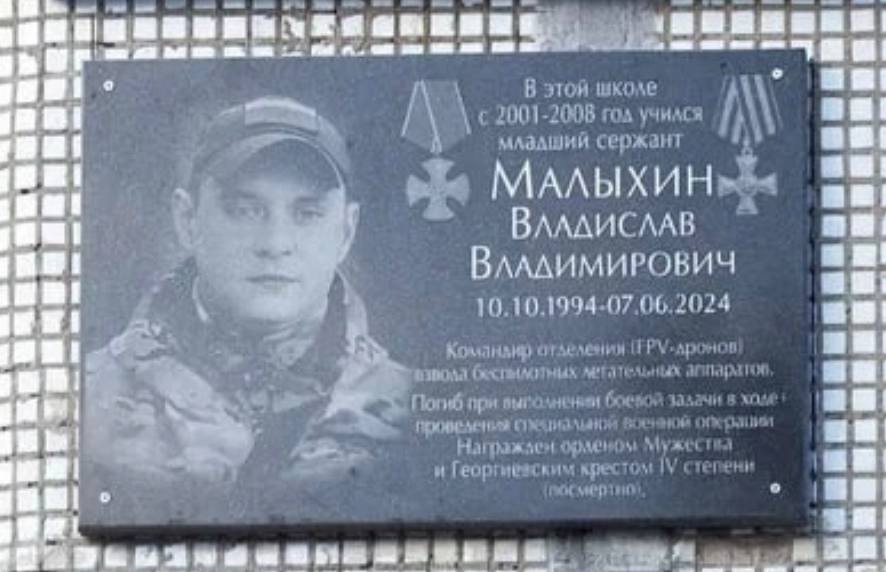 В этой школе
с 2001-2008 год учился
младший сержант
МАЛЫХИН
ВЛАДИСЛАВ
ВЛАДИМИРОВИЧ
10.10.1994-07.06.2024
Командир отделения (FPV-дронов)
взвода беспилотных летательных аппаратов.
Погиб при выполнении боевой задачи в ходе
проведения специальной военной операции
Награжден орденом Мужества
и Георгиевским крестом IV степени
(посмертно).